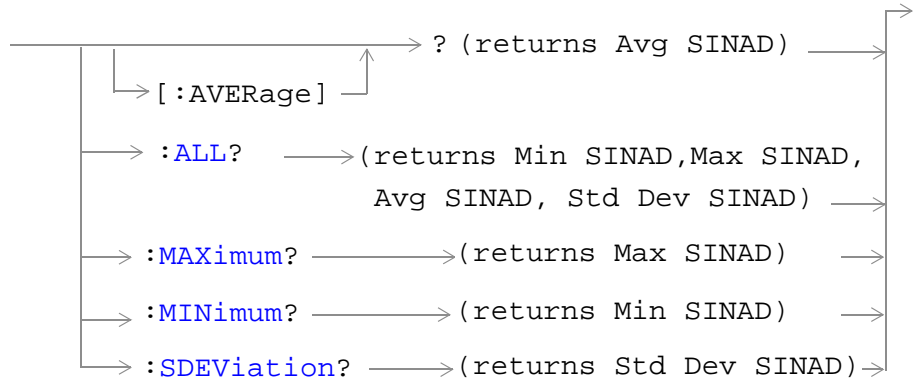 ? (returns Avg SINAD)
[:AVERage]
:ALL? (returns Min SINAD,Max SINAD,
Avg SINAD, Std Dev SINAD)
:MAXimum? (returns Max SINAD)
:MINimum? (returns Min SINAD)
:SDEViation? (returns Std Dev SINAD)